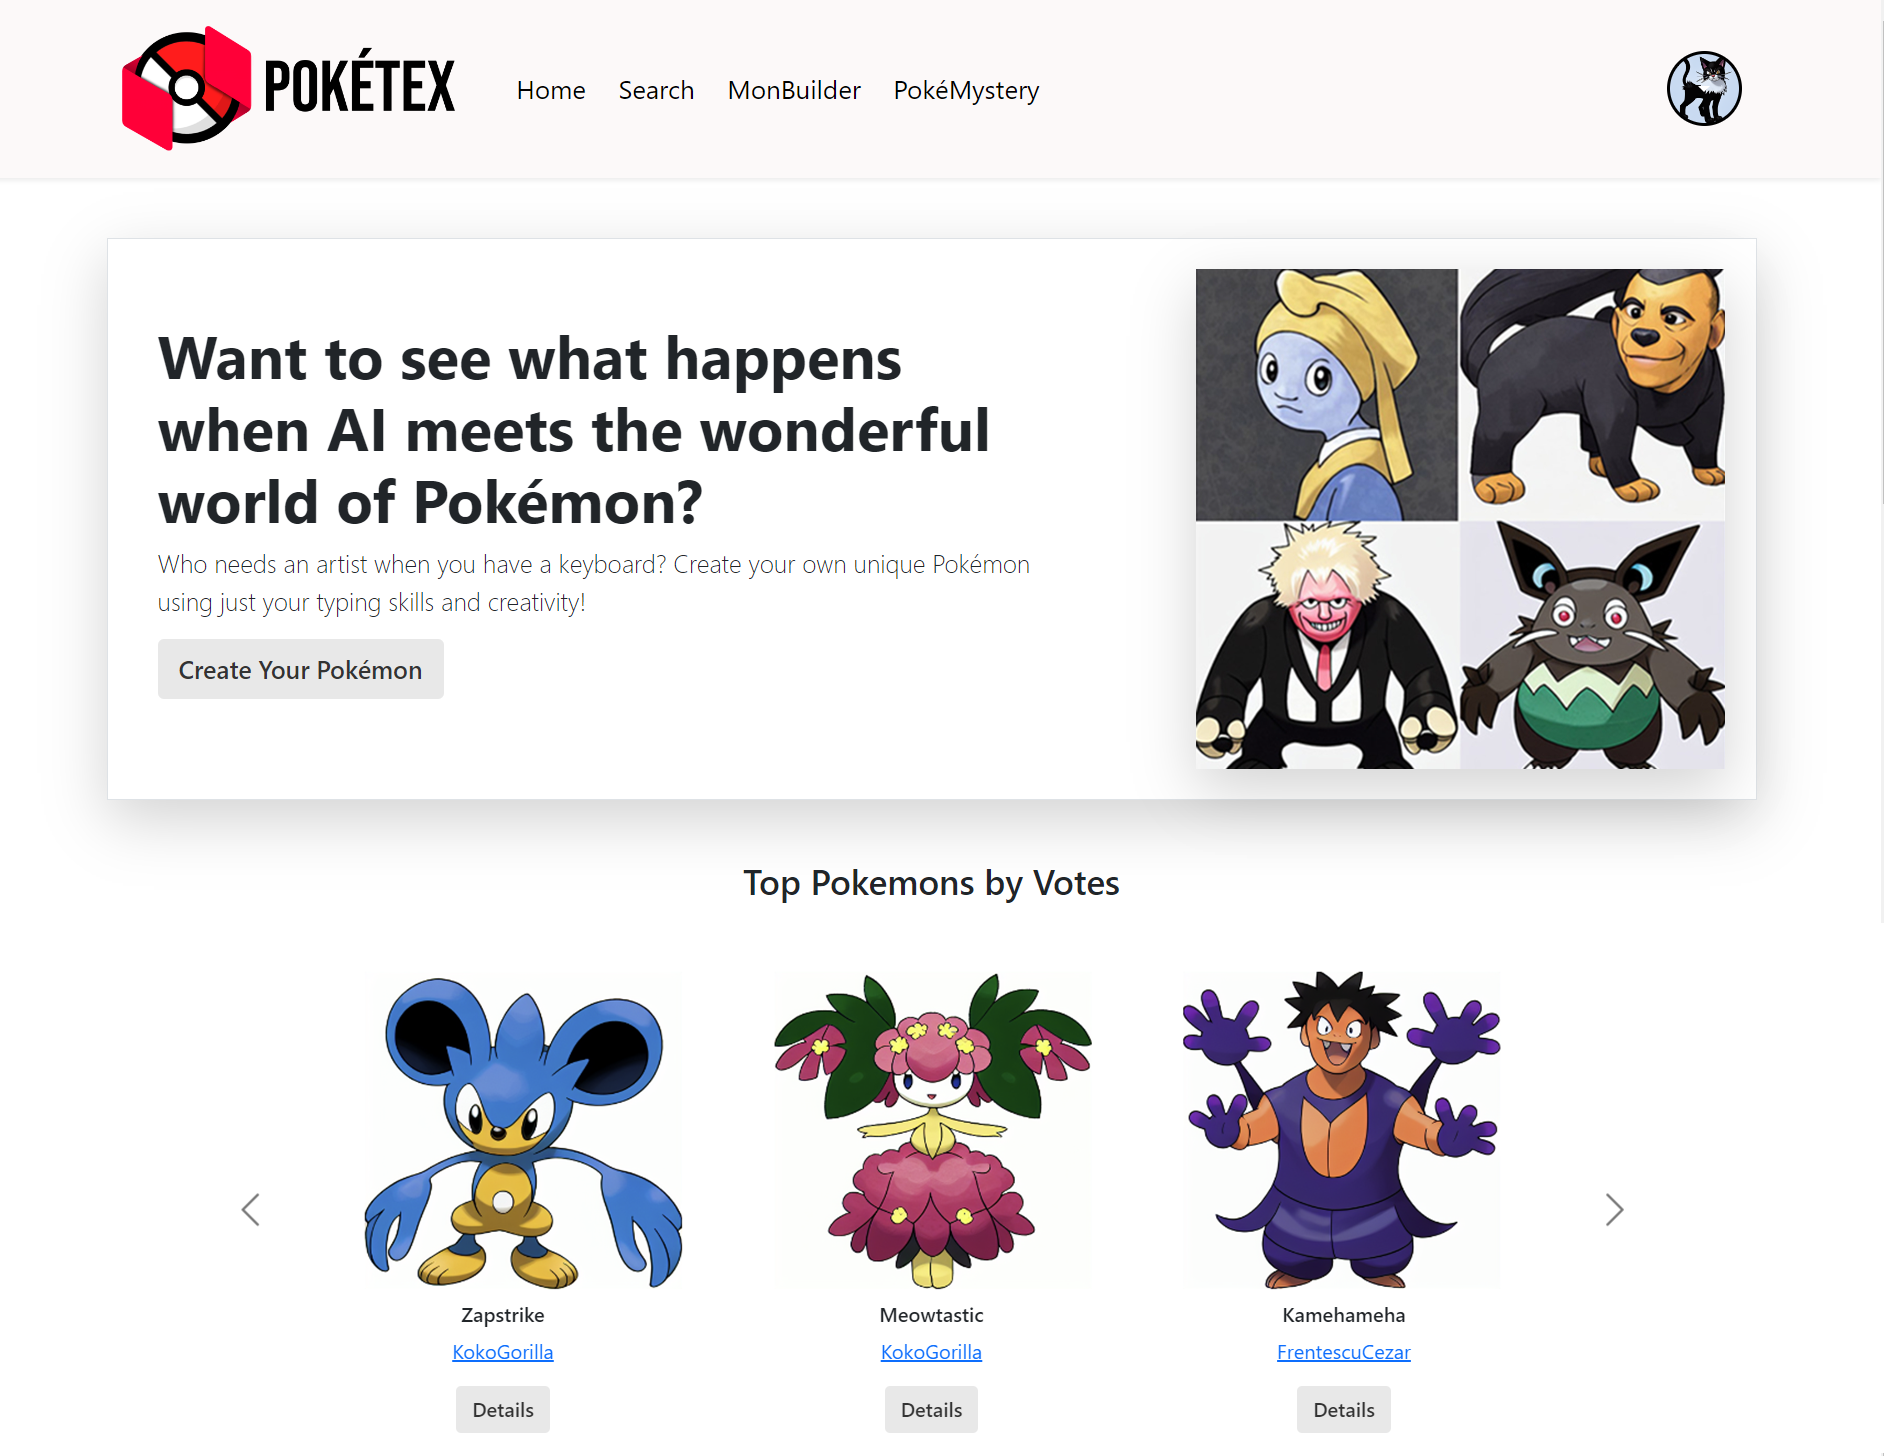 POKÉTEX
Home Search MonBuilder PokéMystery
Want to see what happens
when AI meets the wonderful
world of Pokémon?
Who needs an artist when you have a keyboard? Create your own unique Pokémon
using just your typing skills and creativity!
Create Your Pokémon
Top Pokemons by Votes
Zapstrike
KokoGorilla
Details
Meowtastic
KokoGorilla
Details
Kamehameha
FrentescuCezar
Details